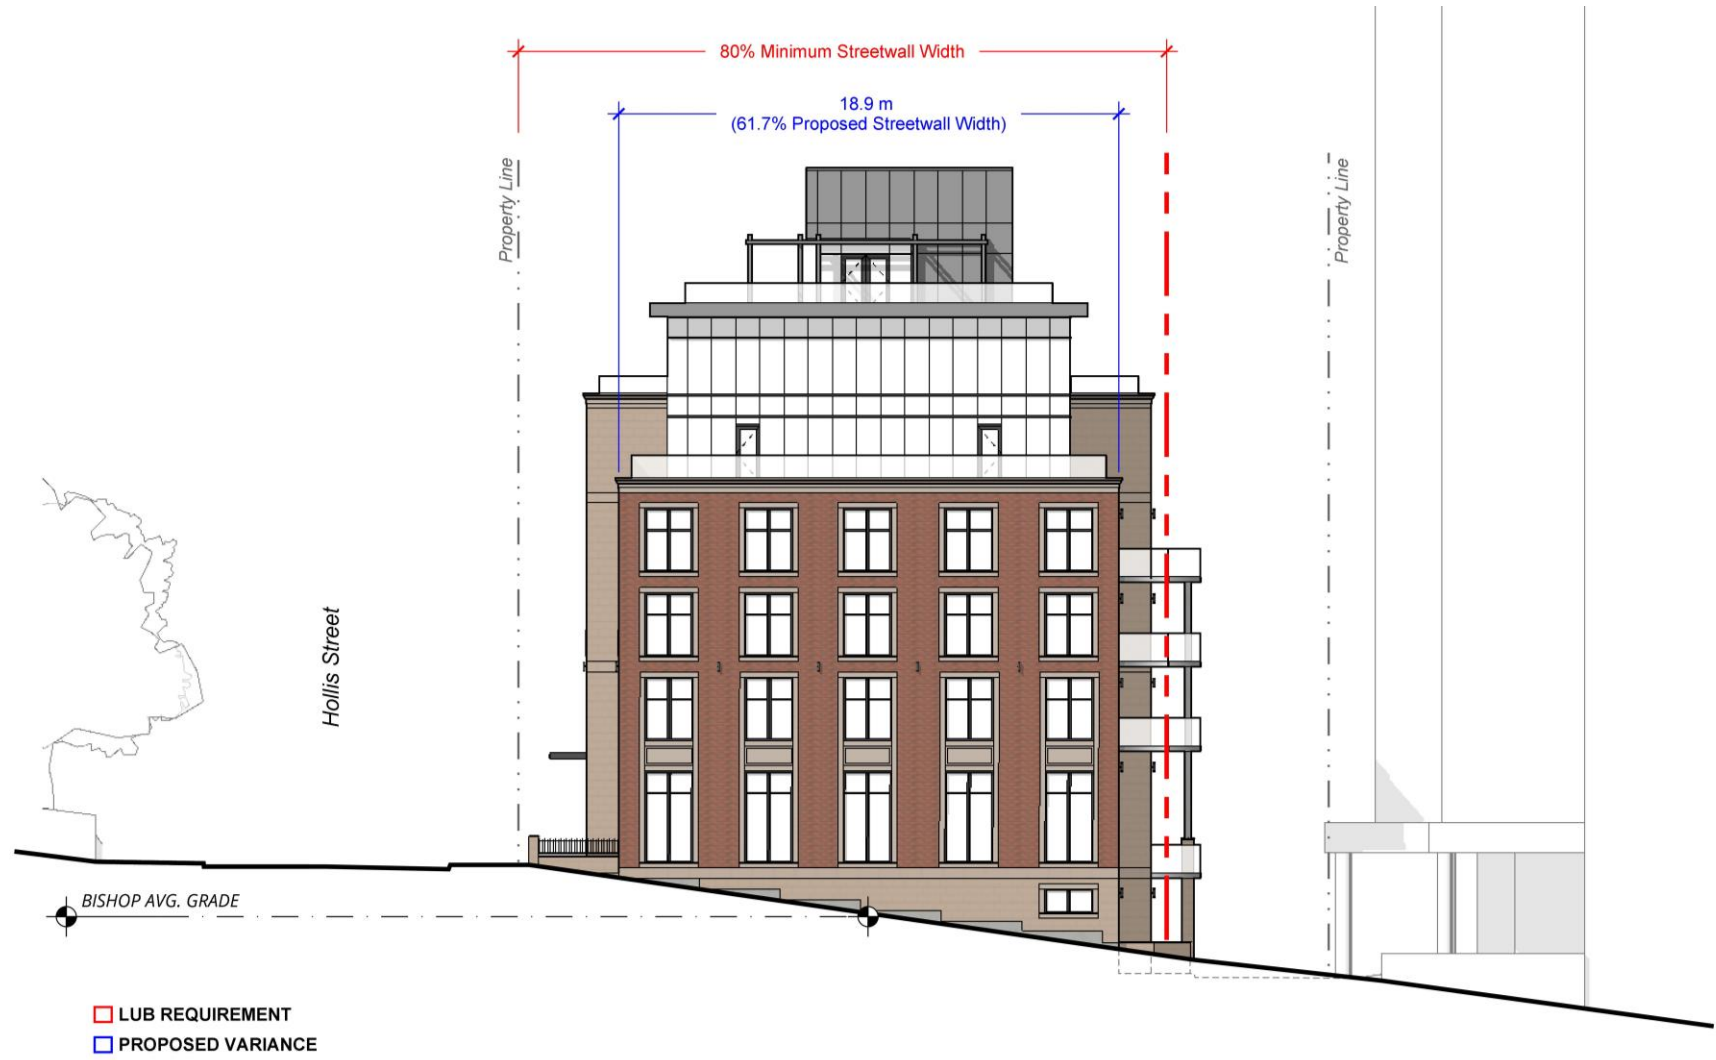 80% Minimum Streetwall Width
18.9 m
(61.7% Proposed Streetwall Width)
Property Line
Property Line
Hollis Street
BISHOP AVG. GRADE
LUB REQUIREMENT
PROPOSED VARIANCE